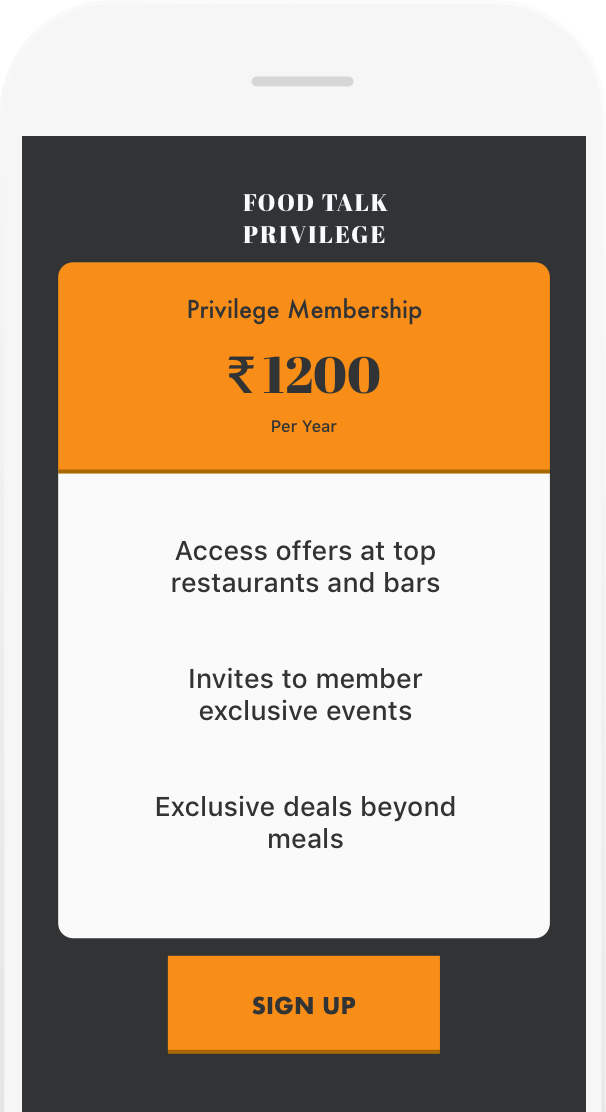 FOOD TALK
PRIVILEGE
Privilege Membership
₹ 1200
Per Year
Access offers at top
restaurants and bars
Invites to member
exclusive events
Exclusive deals beyond
meals
SIGN UP